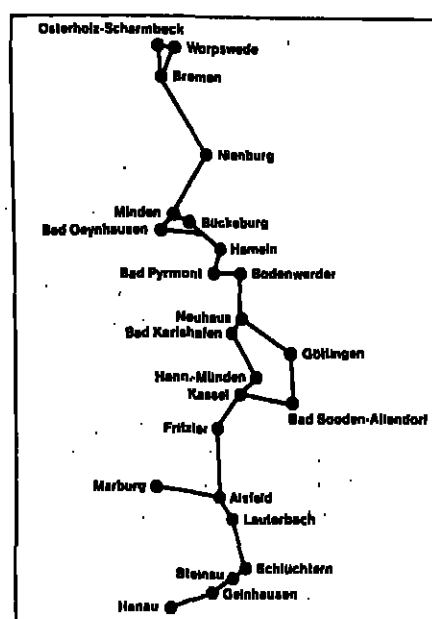 Osterholz-Scharmbeck
Worpswede
Bremen
Nienburg
Minden
Bückeburg
Bad Oeynhausen
Hameln
Bad Pyrmont
Bodenwerder
Neuhaus
Bad Karlshafen
Göttingen
Hann.-Münden
Kassel
Bad Sooden-Allendorf
Fritzlar
Marburg
Alsfeld
Lauterbach
Schlüchtern
Steinau
Gelnhausen
Hanau